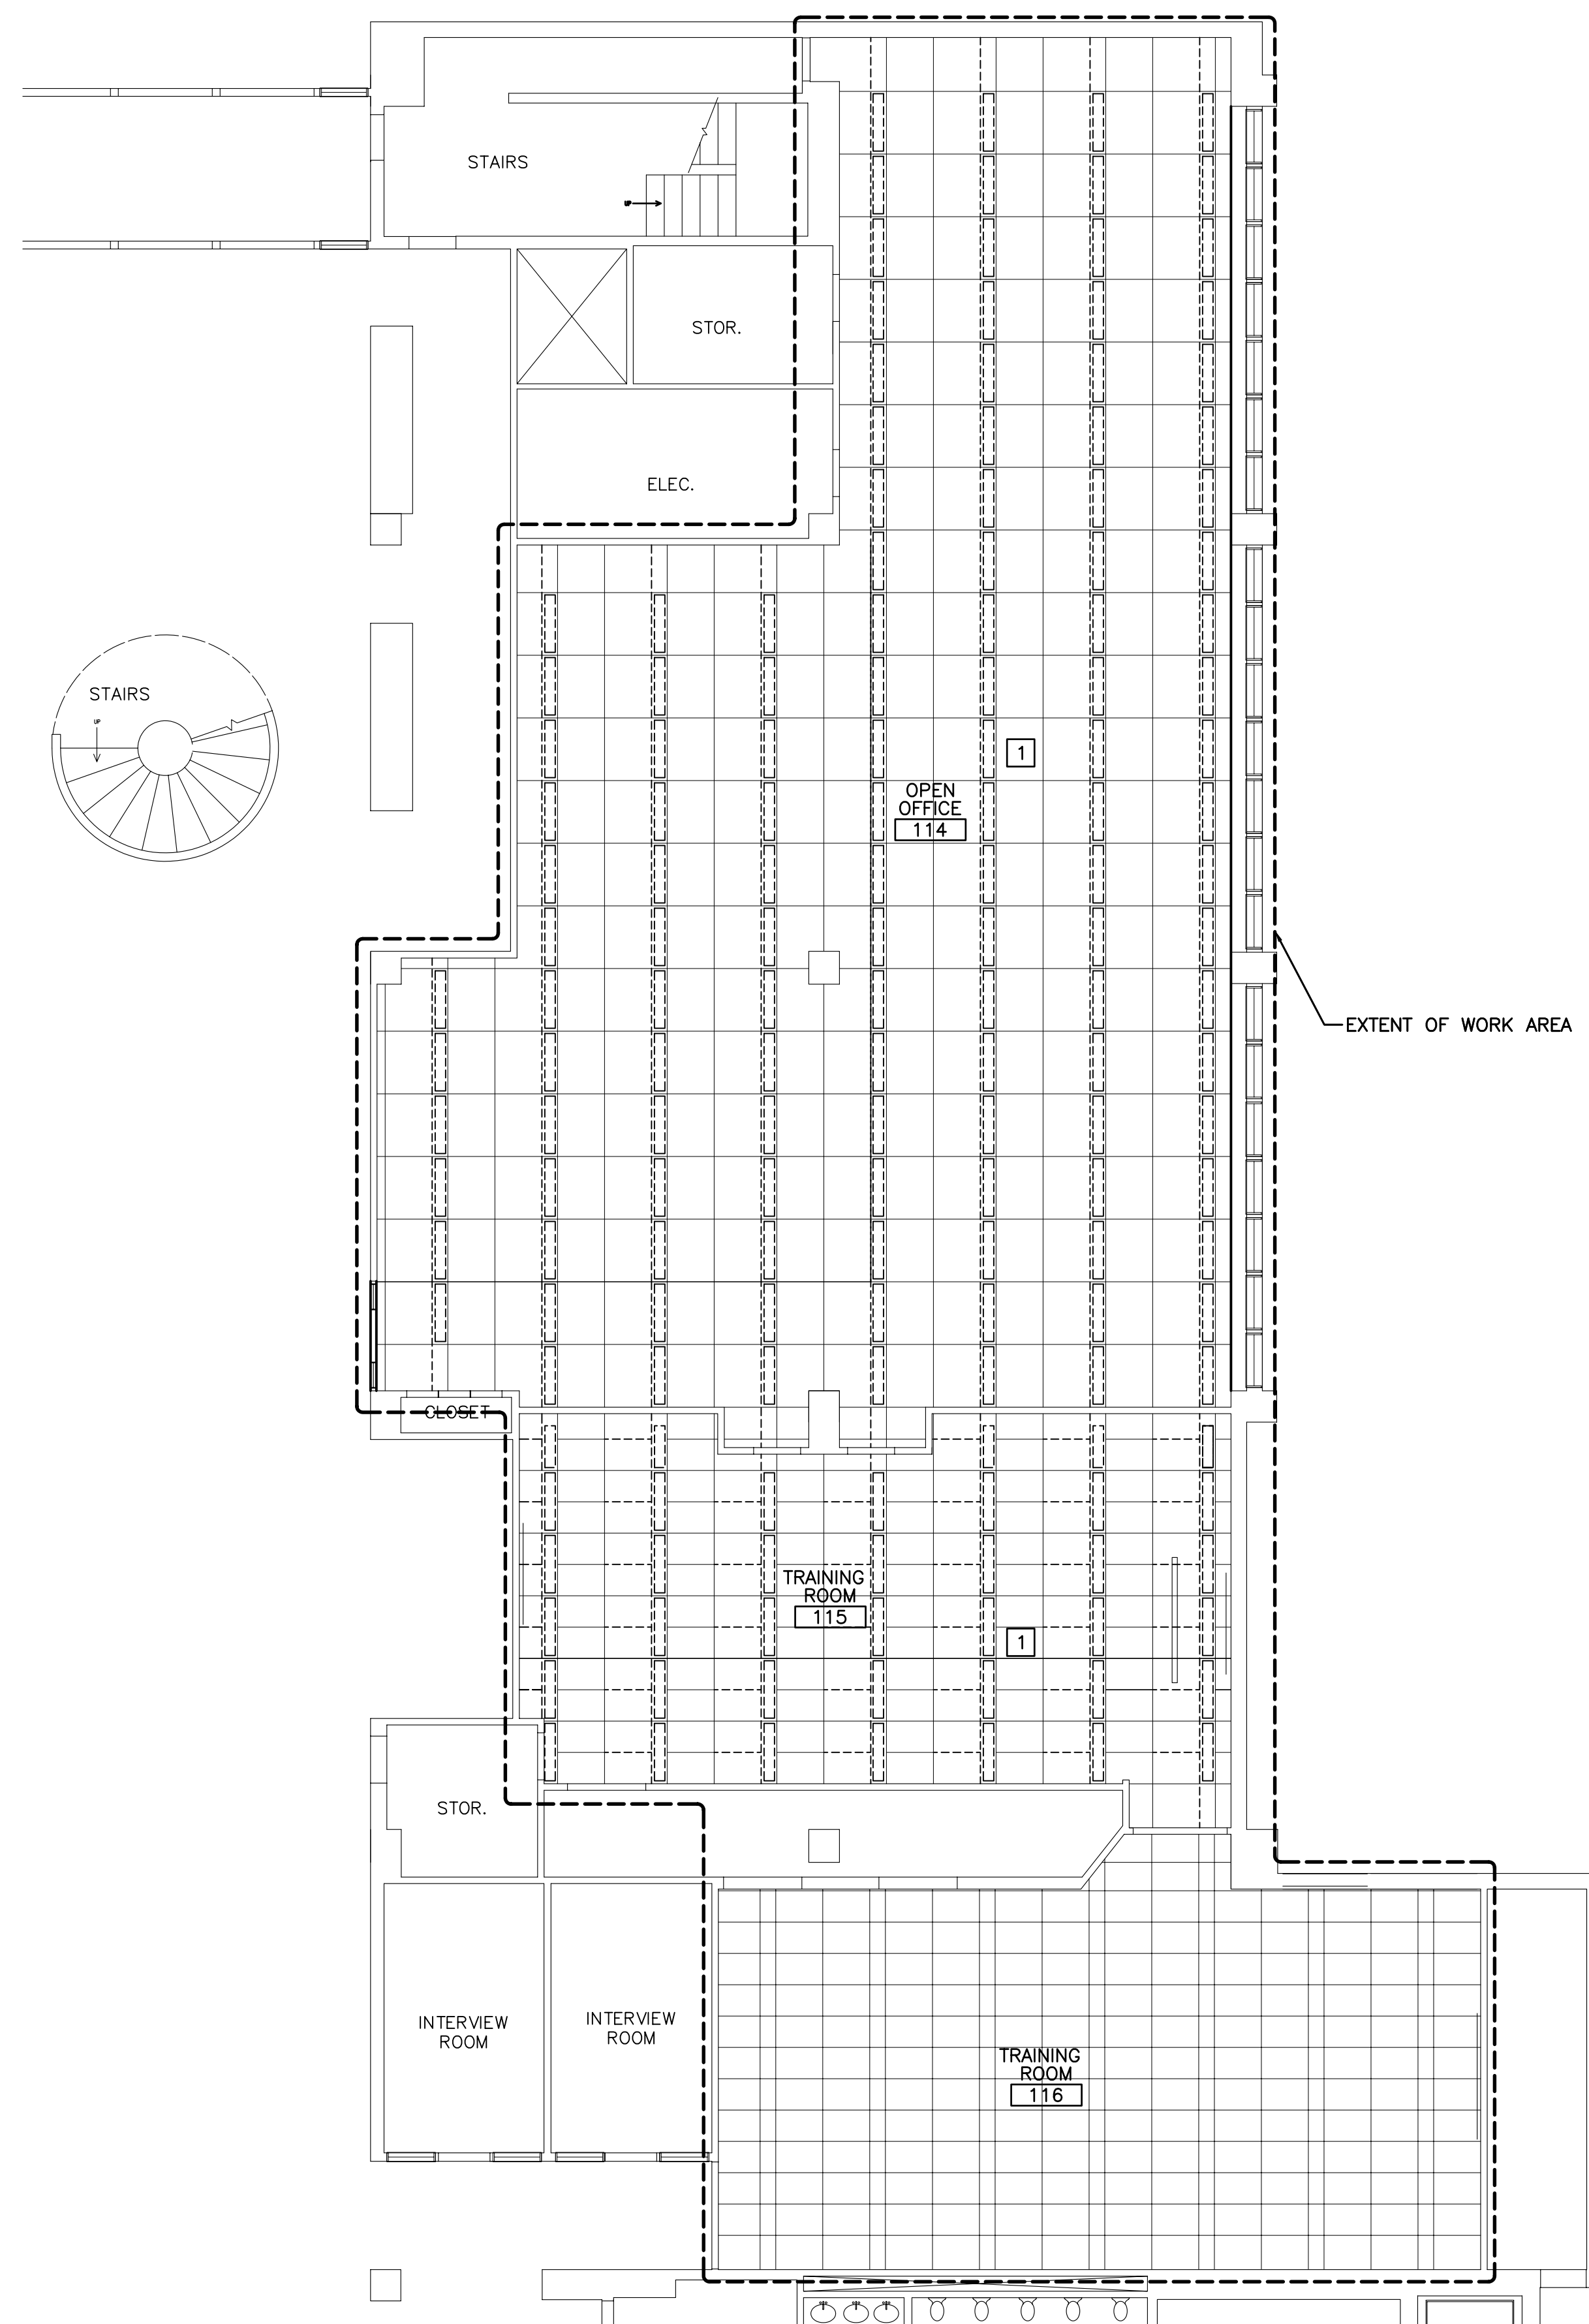 STAIRS
UP
STOR.
ELEC.
STAIRS
UP
1
OPEN
OFFICE
114
EXTENT OF WORK AREA
CLOSET
TRAINING
ROOM
115
1
STOR.
INTERVIEW
ROOM
INTERVIEW
ROOM
TRAINING
ROOM
116